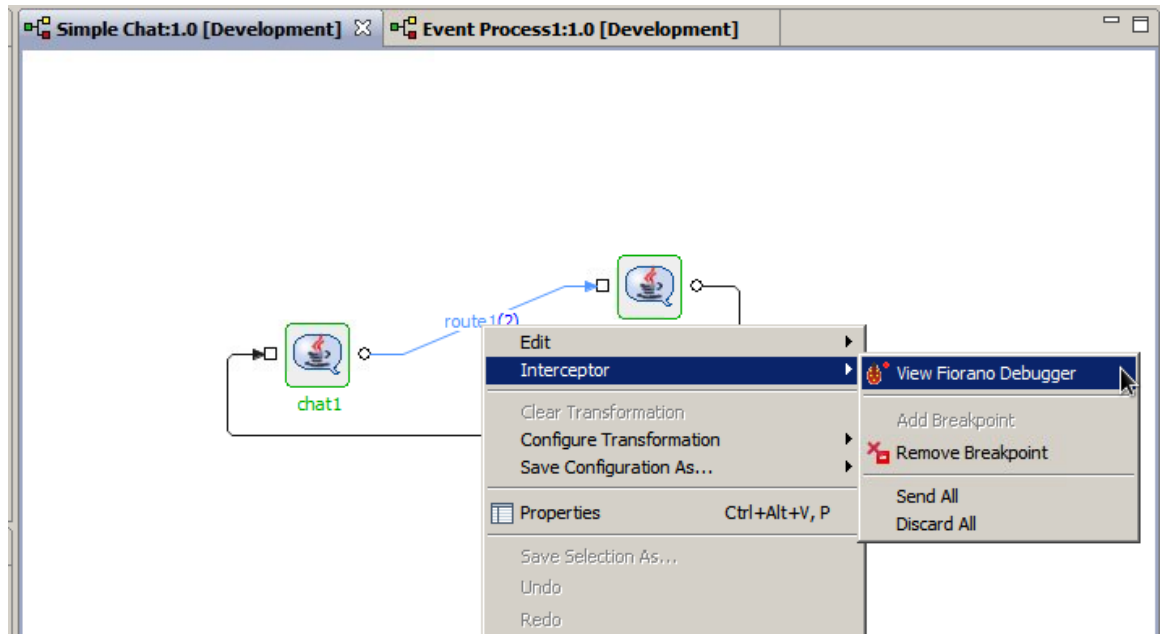 Simple Chat:1.0 [Development]
Event Process1:1.0 [Development]
route1(2)
chat1
Edit
Interceptor
Clear Transformation
Configure Transformation
Save Configuration As...
Properties Ctrl+Alt+V, P
Save Selection As...
Undo
Redo
View Fiorano Debugger
Add Breakpoint
Remove Breakpoint
Send All
Discard All